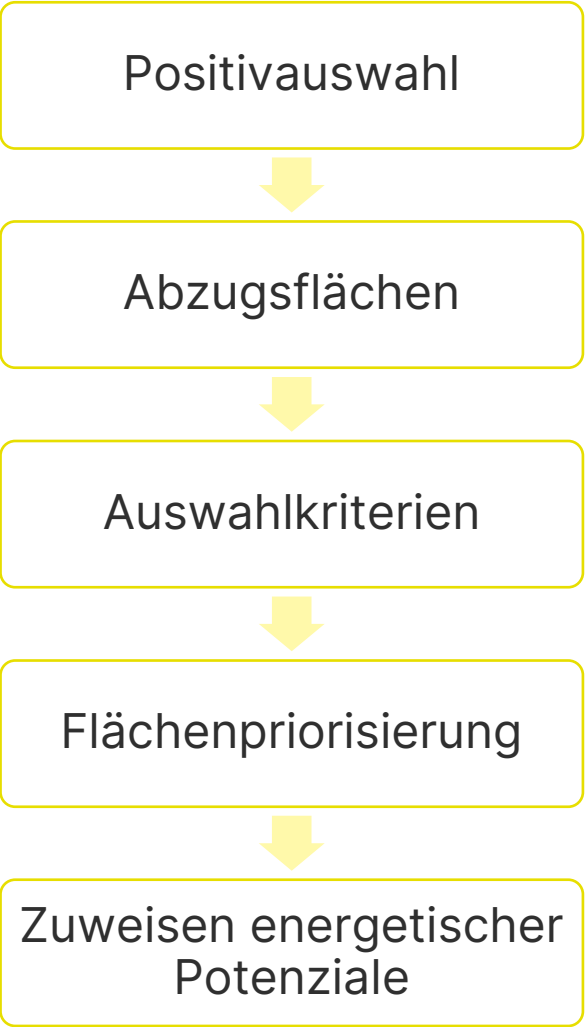 Positivauswahl
Abzugsflächen
Auswahlkriterien
Flächenpriorisierung
Zuweisen energetischer
Potenziale